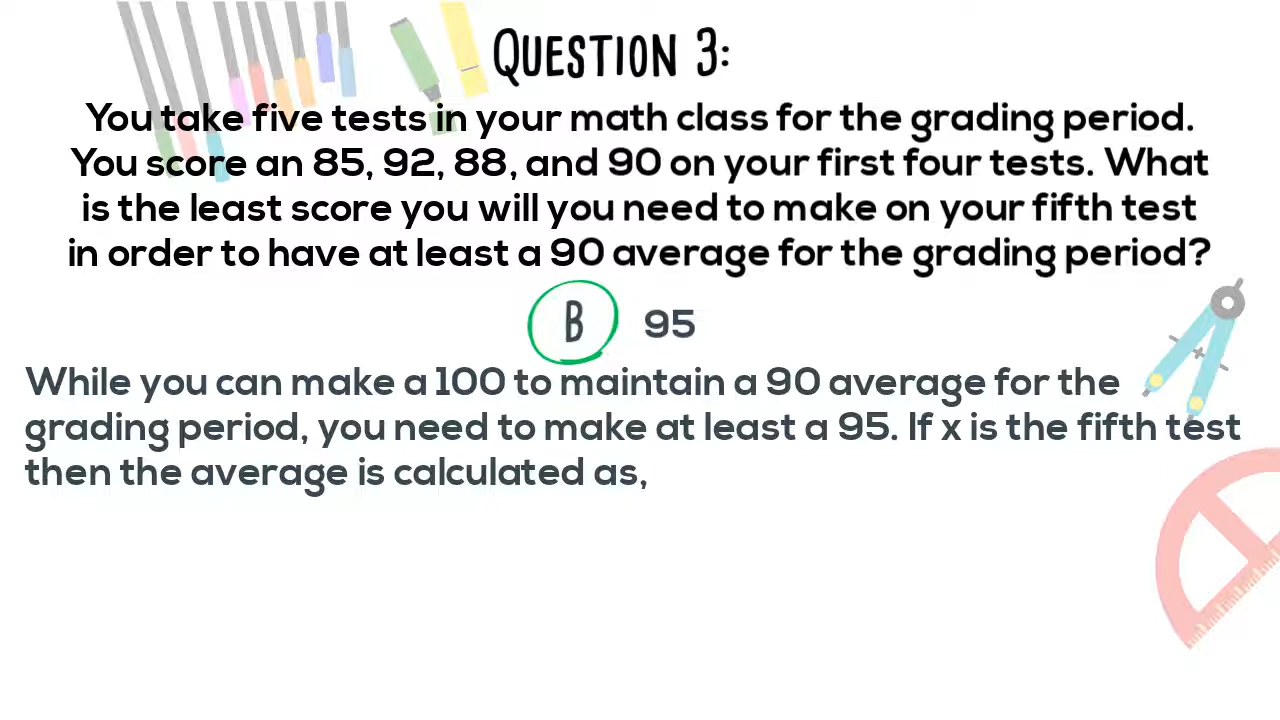 QUESTION 3:
You take five tests in your math class for the grading period.
You score an 85, 92, 88, and 90 on your first four tests. What
is the least score you will you need to make on your fifth test
in order to have at least a 90 average for the grading period?
B 95
While you can make a 100 to maintain a 90 average for the
grading period, you need to make at least a 95. If x is the fifth test
then the average is calculated as,